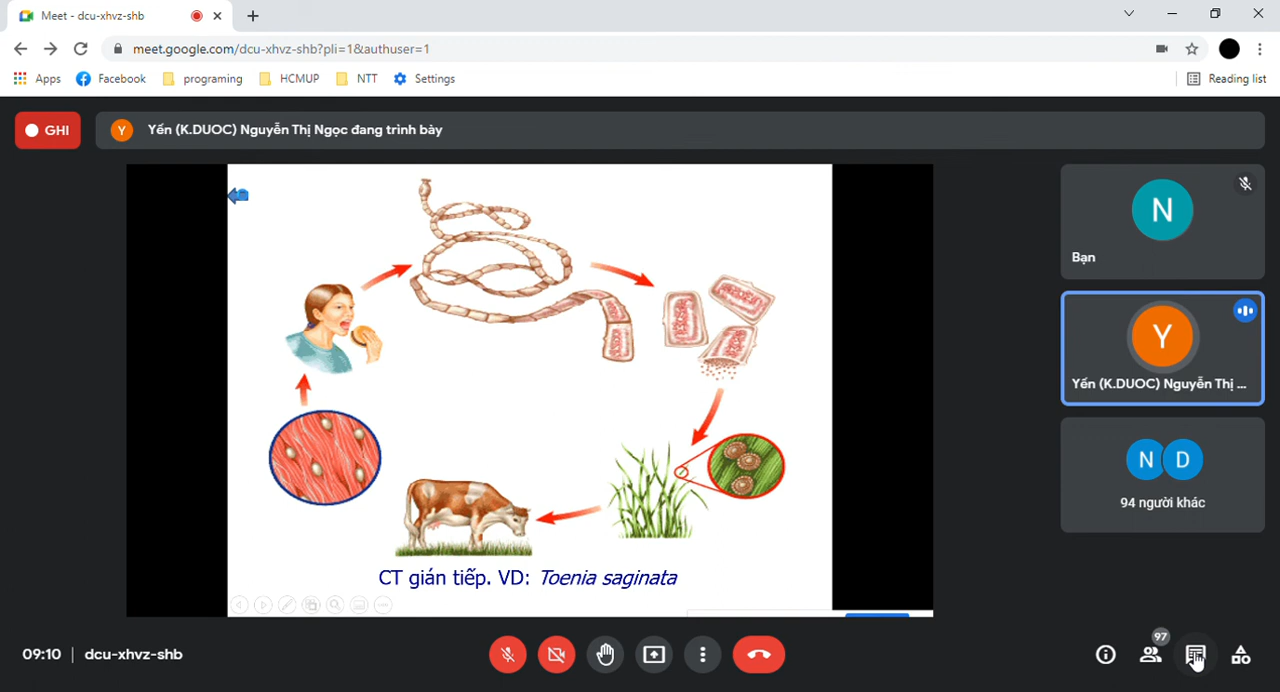 Meet - dcu-xhvz-shb
meet.google.com/dcu-xhvz-shb?pli=1&authuser=1
Apps Facebook programing HCMUP NTT Settings Reading list
GHI Y Yến (K.DUOC) Nguyễn Thị Ngọc đang trình bày
N
Bạn
Y
Yến (K.DUOC) Nguyễn Thị ...
N D
94 người khác
CT gián tiếp. VD: Toenia saginata
97
09:10 | dcu-xhvz-shb